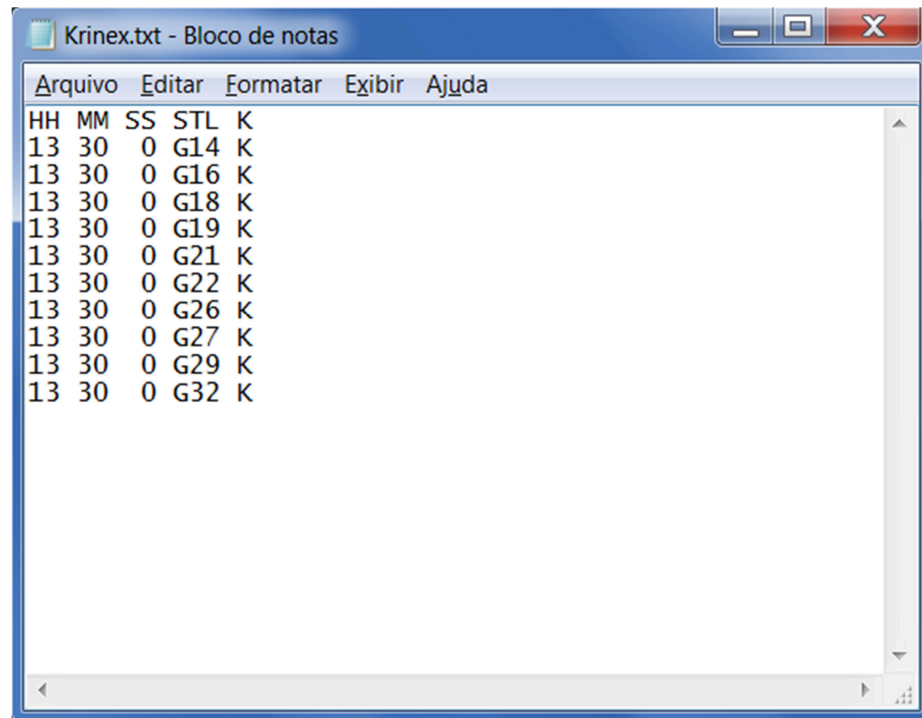 Krinex.txt - Bloco de notas
Arquivo Editar Formatar Exibir Ajuda
HH MM SS STL K
13 30  0 G14 K
13 30  0 G16 K
13 30  0 G18 K
13 30  0 G19 K
13 30  0 G21 K
13 30  0 G22 K
13 30  0 G26 K
13 30  0 G27 K
13 30  0 G29 K
13 30  0 G32 K